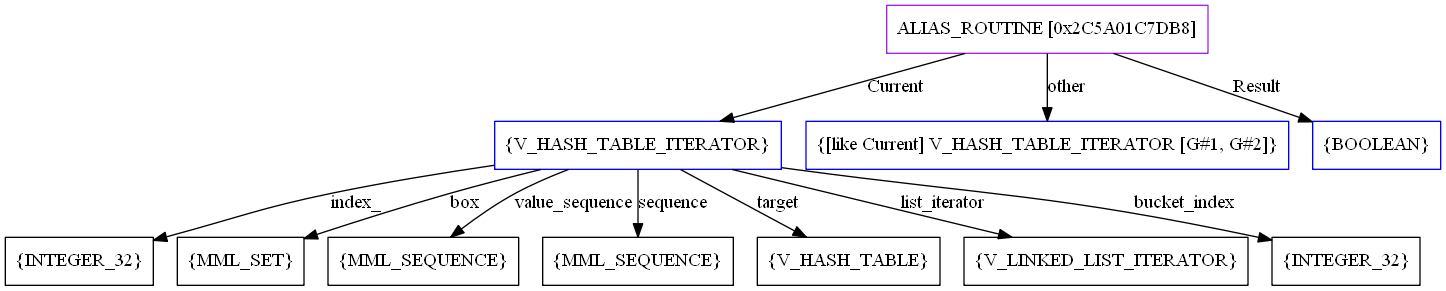 ALIAS_ROUTINE [0x2C5A01C7DB8]
Current
other
Result
{V_HASH_TABLE_ITERATOR}
{[like Current] V_HASH_TABLE_ITERATOR [G#1, G#2]}
{BOOLEAN}
index_
box
value_sequence
sequence
target
list_iterator
bucket_index
{INTEGER_32}
{MML_SET}
{MML_SEQUENCE}
{MML_SEQUENCE}
{V_HASH_TABLE}
{V_LINKED_LIST_ITERATOR}
{INTEGER_32}